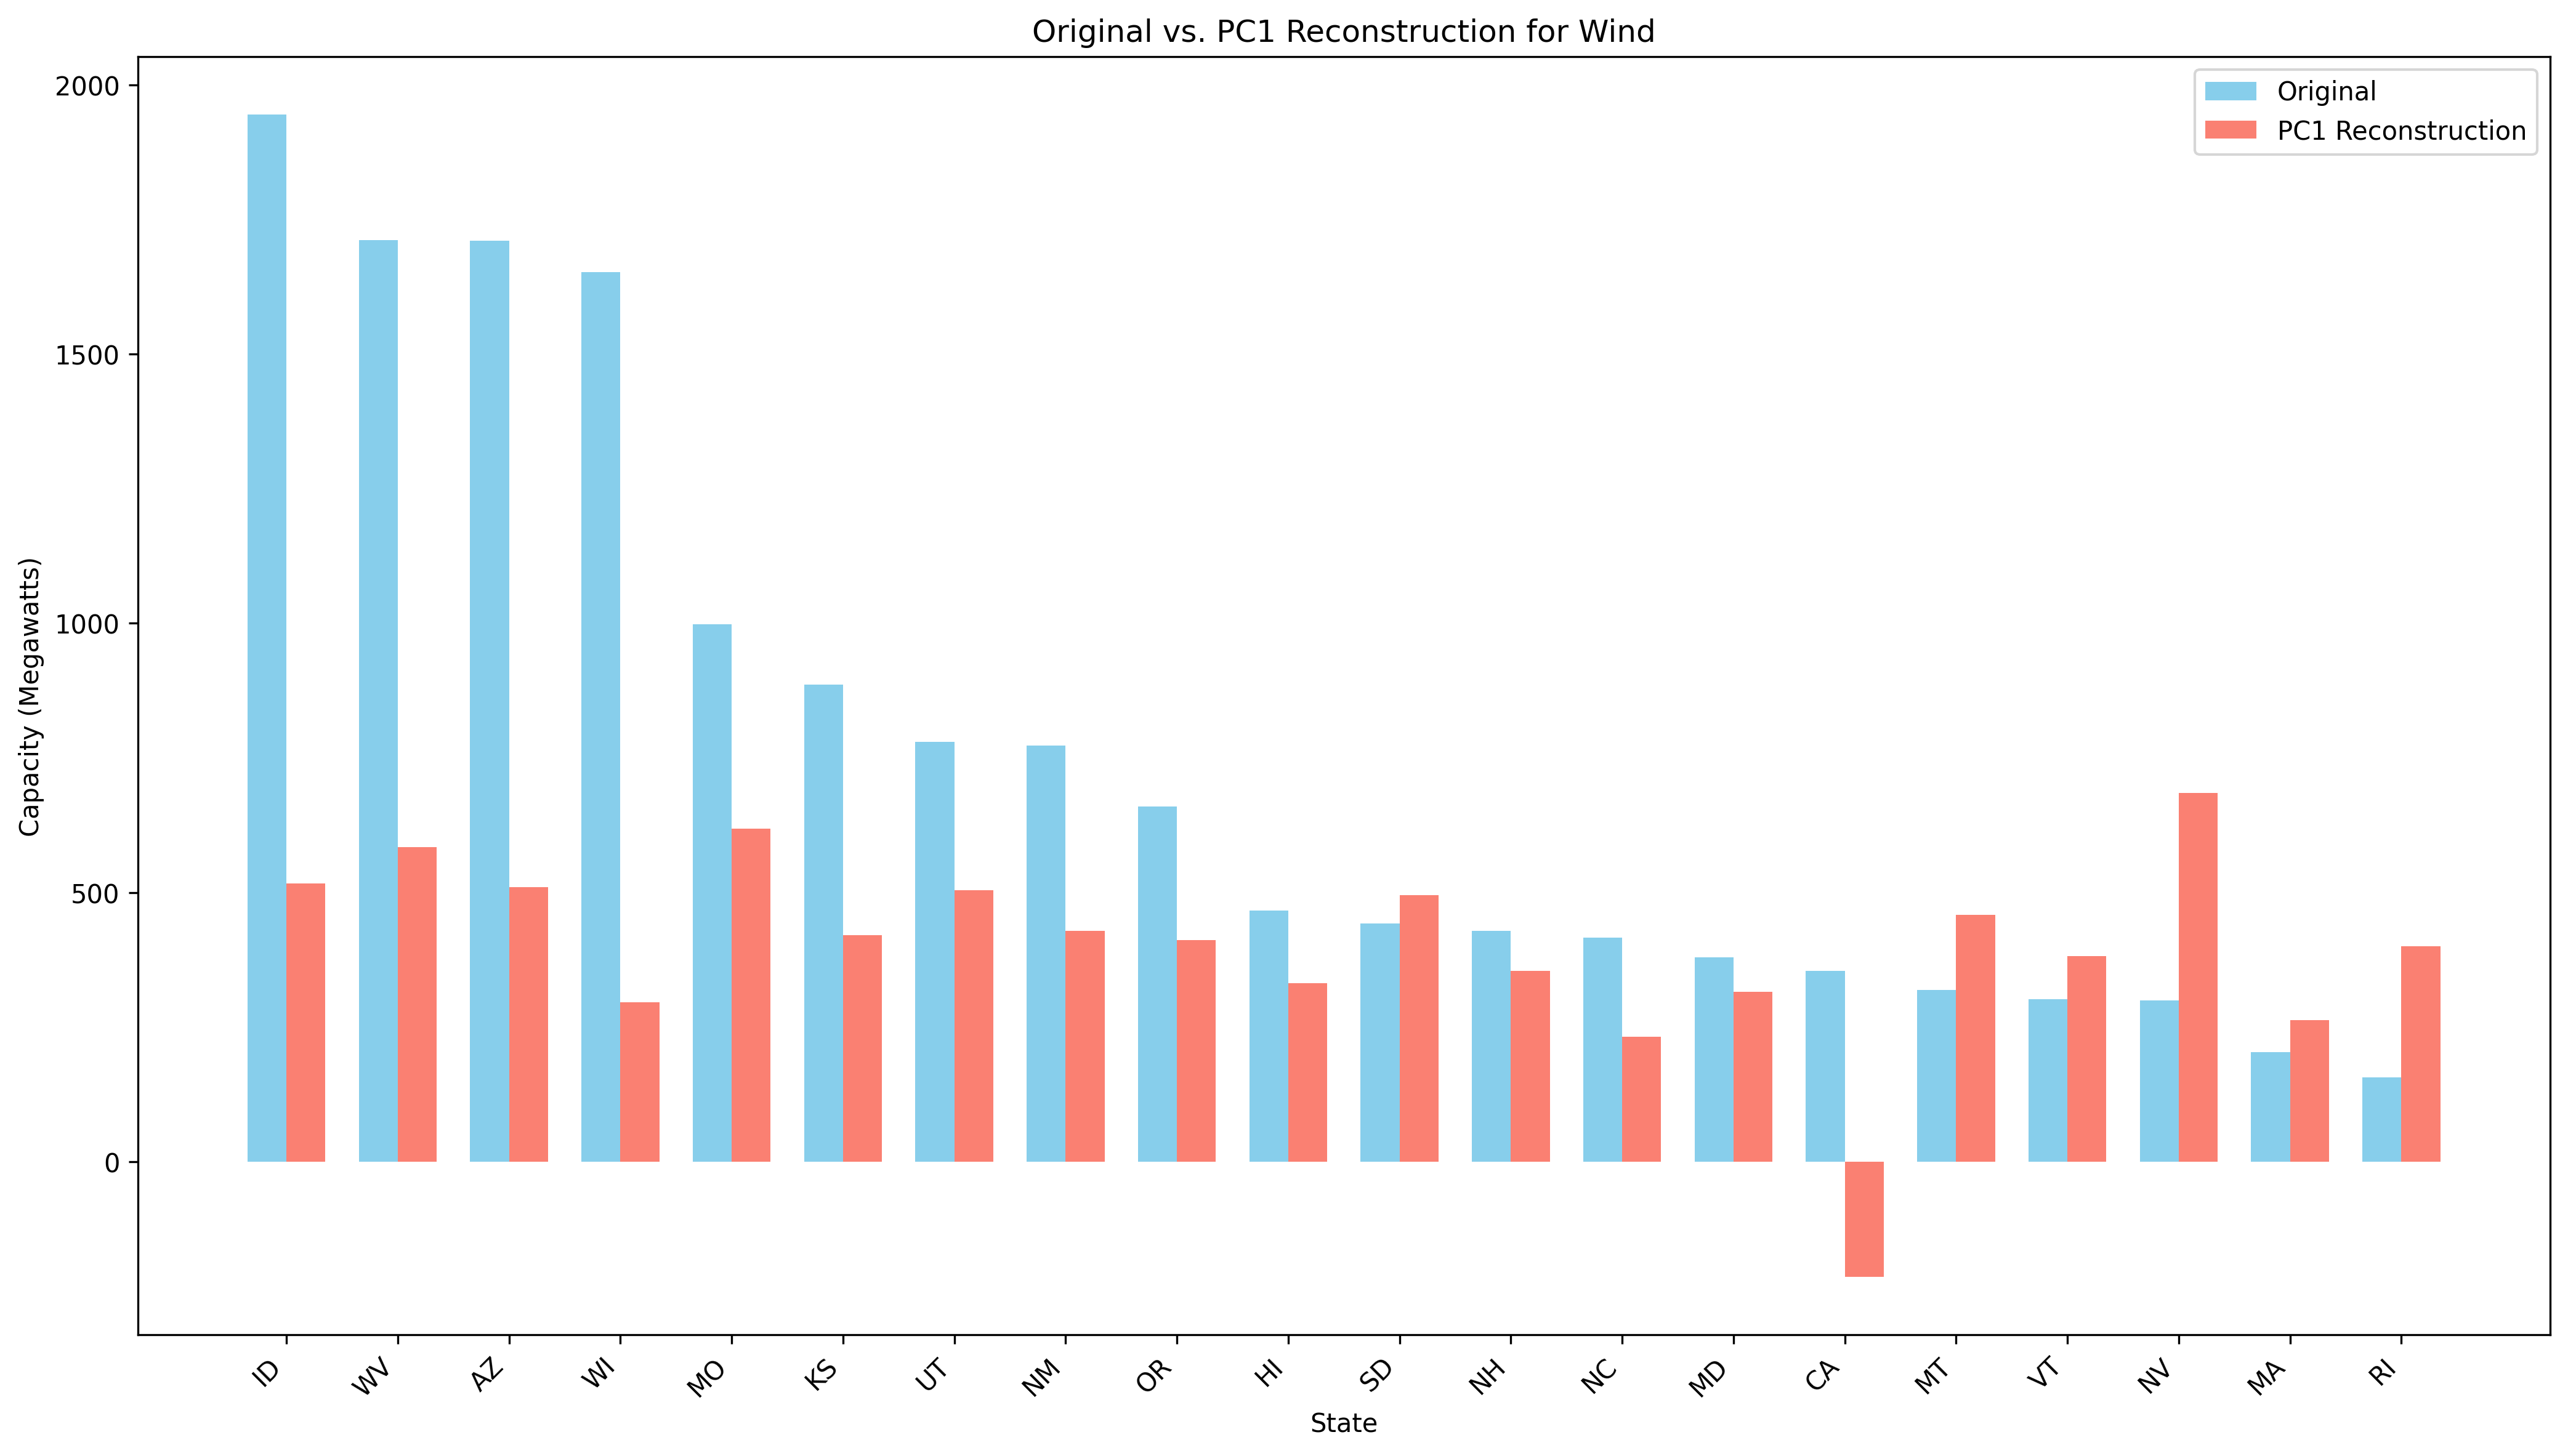 Original vs. PC1 Reconstruction for Wind
Original
PC1 Reconstruction
Capacity (Megawatts)
2000
1500
1000
500
0
ID WV AZ WI MO KS UT NM OR HI SD NH NC MD CA MT VT NV MA RI
State